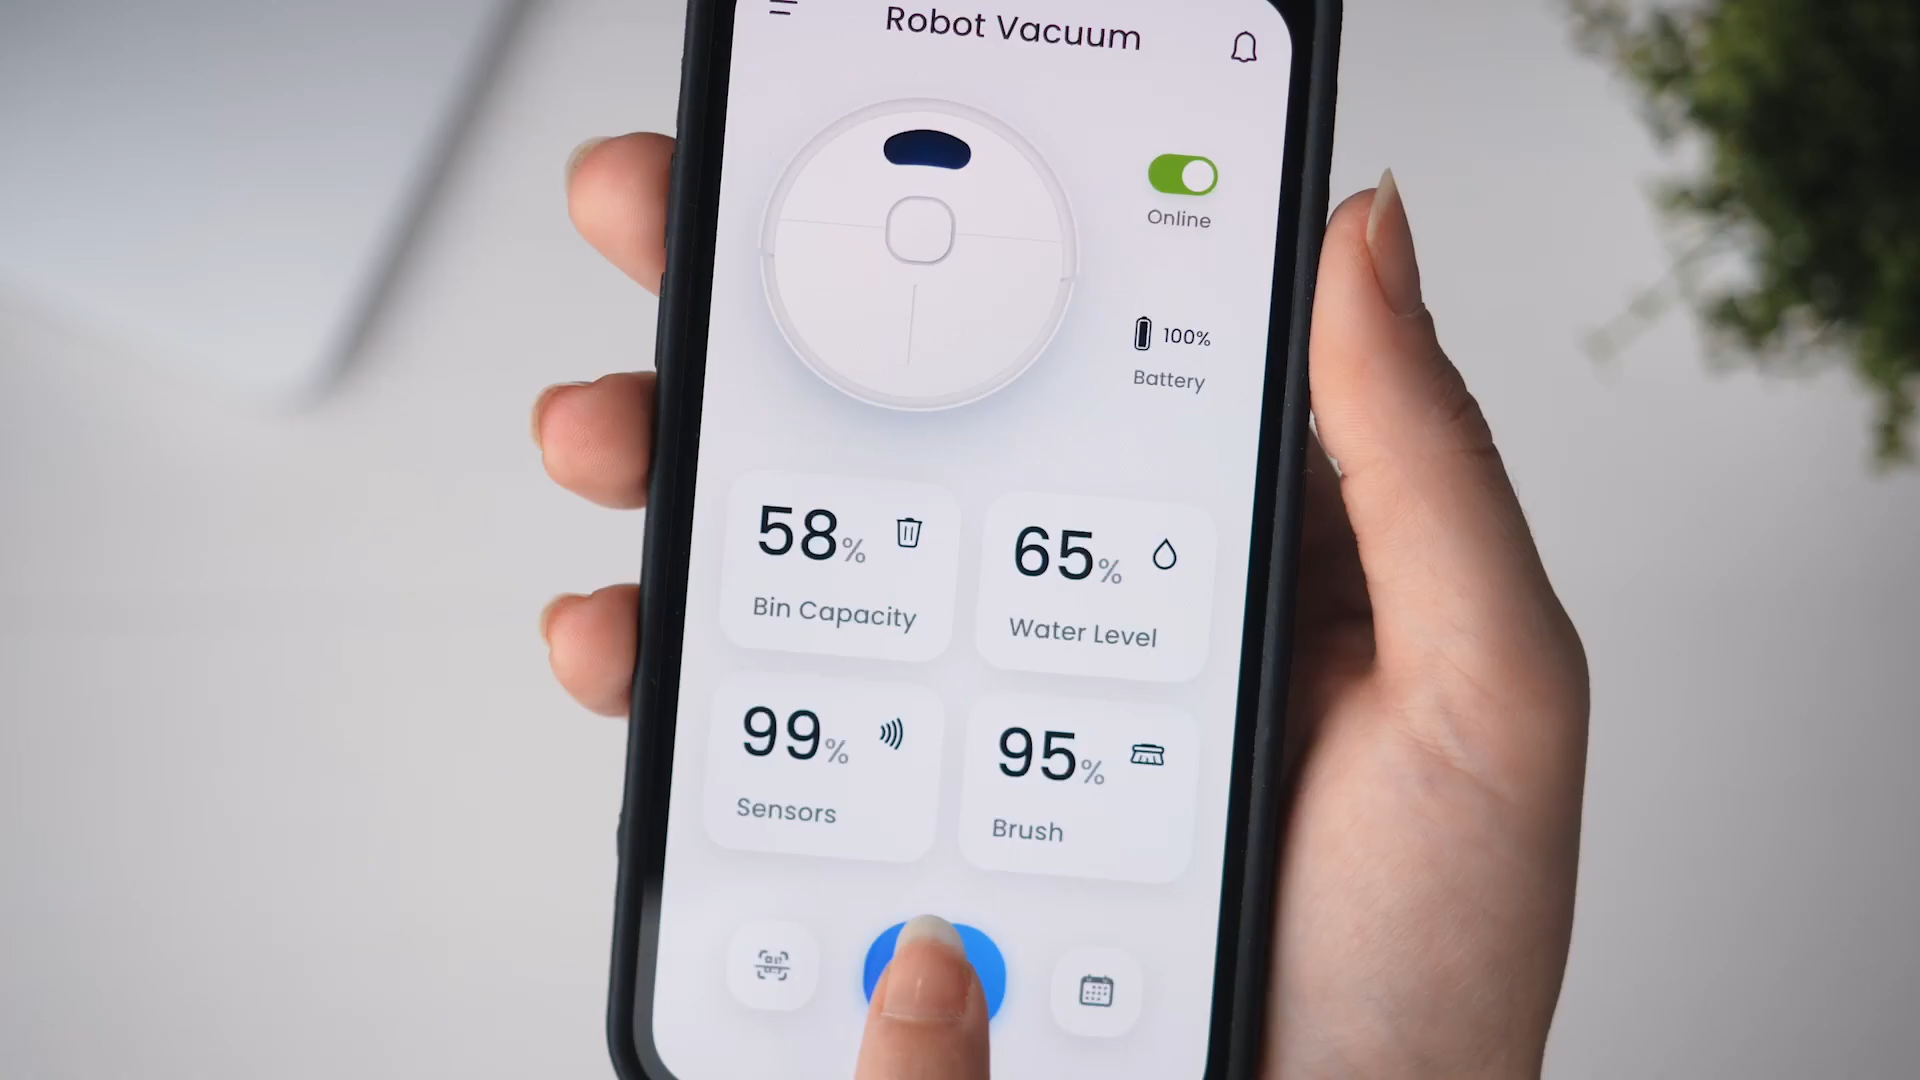 Robot Vacuum
Online
100%
Battery
58%
Bin Capacity
65%
Water Level
99%
Sensors
95%
Brush